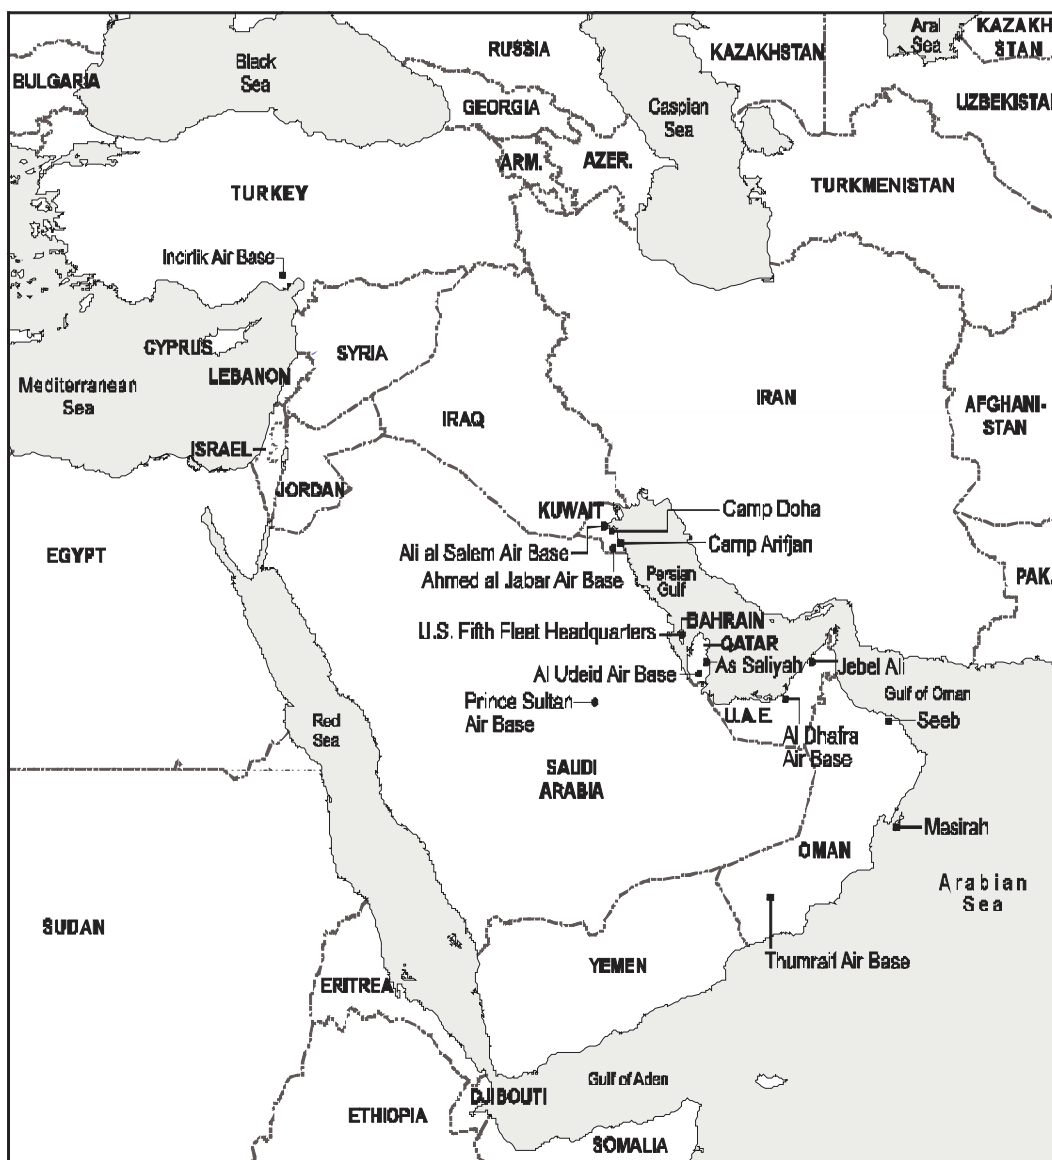 Aral
Sea
KAZAKH
STAN
RUSSIA
KAZAKHSTAN
Black
Sea
BULGARIA
GEORGIA
Caspian
Sea
UZBEKISTAN
ARM.
AZER.
TURKEY
TURKMENISTAN
Incirlik Air Base
CYPRUS
SYRIA
LEBANON
Mediterranean
Sea
IRAN
AFGHANI-
STAN
IRAQ
ISRAEL
JORDAN
KUWAIT
Camp Doha
Camp Arifjan
EGYPT
Ali al Salem Air Base
Ahmed al Jabar Air Base
Persian
Gulf
PAK.
BAHRAIN
U.S. Fifth Fleet Headquarters
QATAR
As Saliyah
Jebel Ali
Al Udeid Air Base
Prince Sultan
Air Base
U.A.E.
Gulf of Oman
Seeb
Red
Sea
Al Dhafra
Air Base
SAUDI
ARABIA
Masirah
OMAN
Arabian
Sea
SUDAN
YEMEN
Thumrait Air Base
ERITREA
Gulf of Aden
DJIBOUTI
ETHIOPIA
SOMALIA